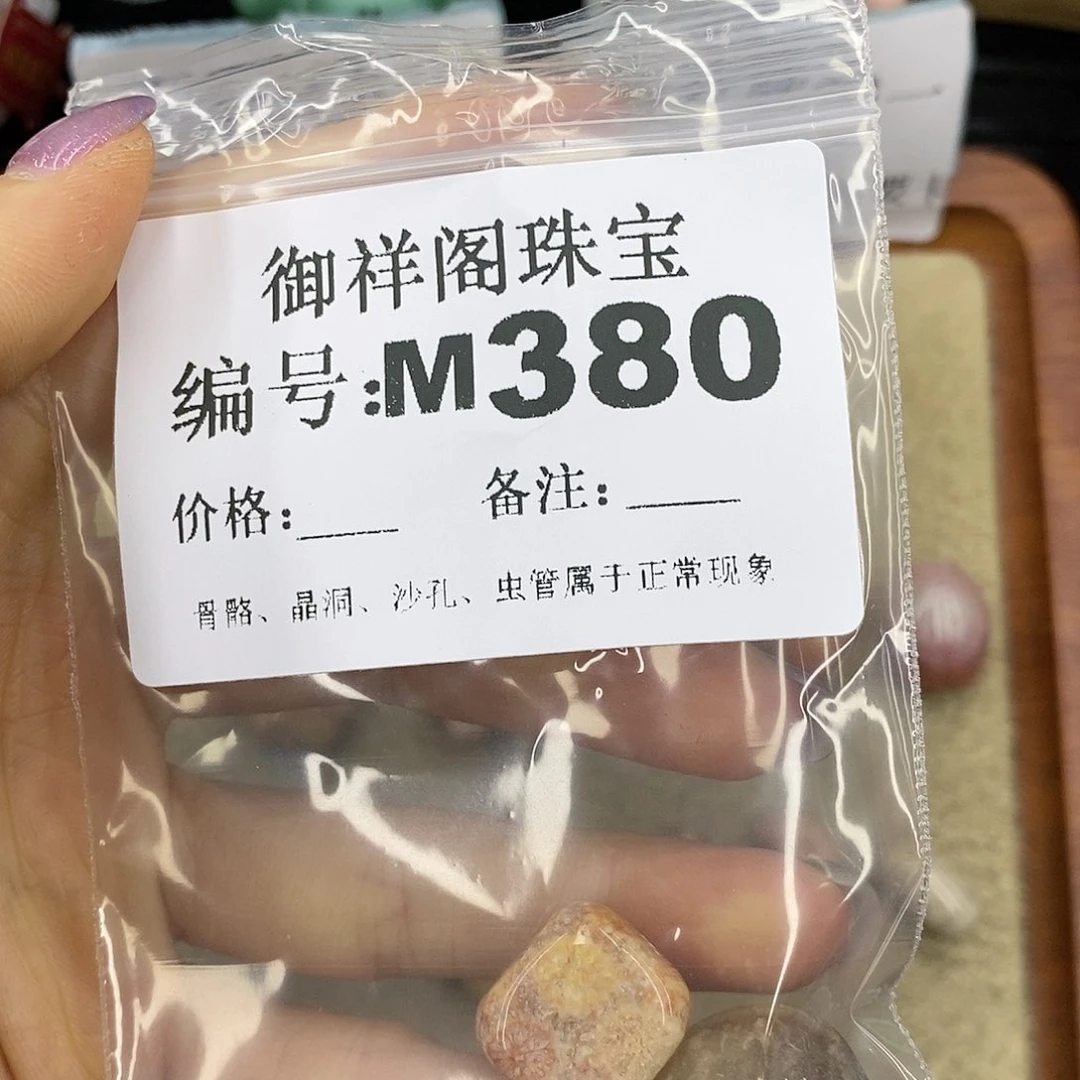 御祥阁珠宝
编号:M380
价格:____ 备注:____
骨骼、晶洞、沙孔、虫管属于正常现象